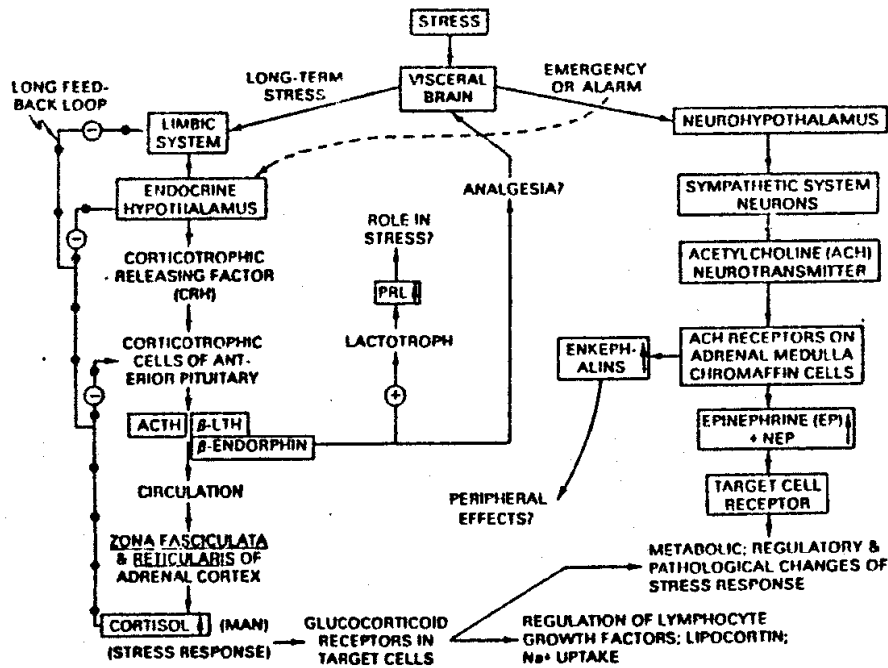 STRESS
VISCERAL
BRAIN
LONG-TERM
STRESS
EMERGENCY
OR ALARM
LONG FEED-
BACK LOOP
LIMBIC
SYSTEM
NEUROHYPOTHALAMUS
ENDOCRINE
HYPOTHALAMUS
ANALGESIA?
SYMPATHETIC SYSTEM
NEURONS
ROLE IN
STRESS?
CORTICOTROPHIC
RELEASING FACTOR
(CRH)
ACETYLCHOLINE (ACH)
NEUROTRANSMITTER
PRL
LACTOTROPH
CORTICOTROPHIC
CELLS OF ANT-
ERIOR PITUITARY
ENKEPH-
ALINS
ACH RECEPTORS ON
ADRENAL MEDULLA
CHROMAFFIN CELLS
ACTH
β-LTH
β-ENDORPHIN
EPINEPHRINE (EP)
+ NEP
CIRCULATION
TARGET CELL
RECEPTOR
PERIPHERAL
EFFECTS?
ZONA FASCICULATA
& RETICULARIS OF
ADRENAL CORTEX
METABOLIC; REGULATORY &
PATHOLOGICAL CHANGES OF
STRESS RESPONSE
CORTISOL (MAN)
(STRESS RESPONSE)
GLUCOCORTICOID
RECEPTORS IN
TARGET CELLS
REGULATION OF LYMPHOCYTE
GROWTH FACTORS; LIPOCORTIN;
Na+ UPTAKE